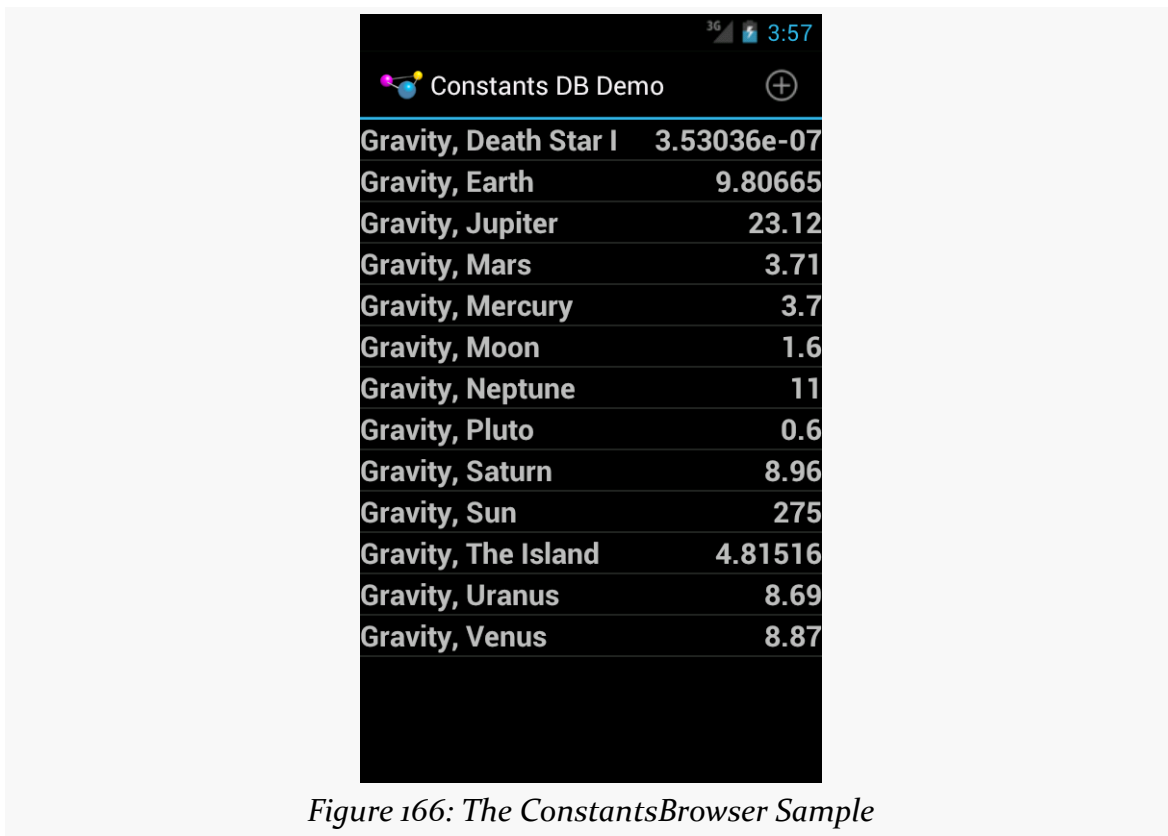 3G 3:57
Constants DB Demo
Gravity, Death Star I 3.53036e-07
Gravity, Earth 9.80665
Gravity, Jupiter 23.12
Gravity, Mars 3.71
Gravity, Mercury 3.7
Gravity, Moon 1.6
Gravity, Neptune 11
Gravity, Pluto 0.6
Gravity, Saturn 8.96
Gravity, Sun 275
Gravity, The Island 4.81516
Gravity, Uranus 8.69
Gravity, Venus 8.87
Figure 166: The ConstantsBrowser Sample